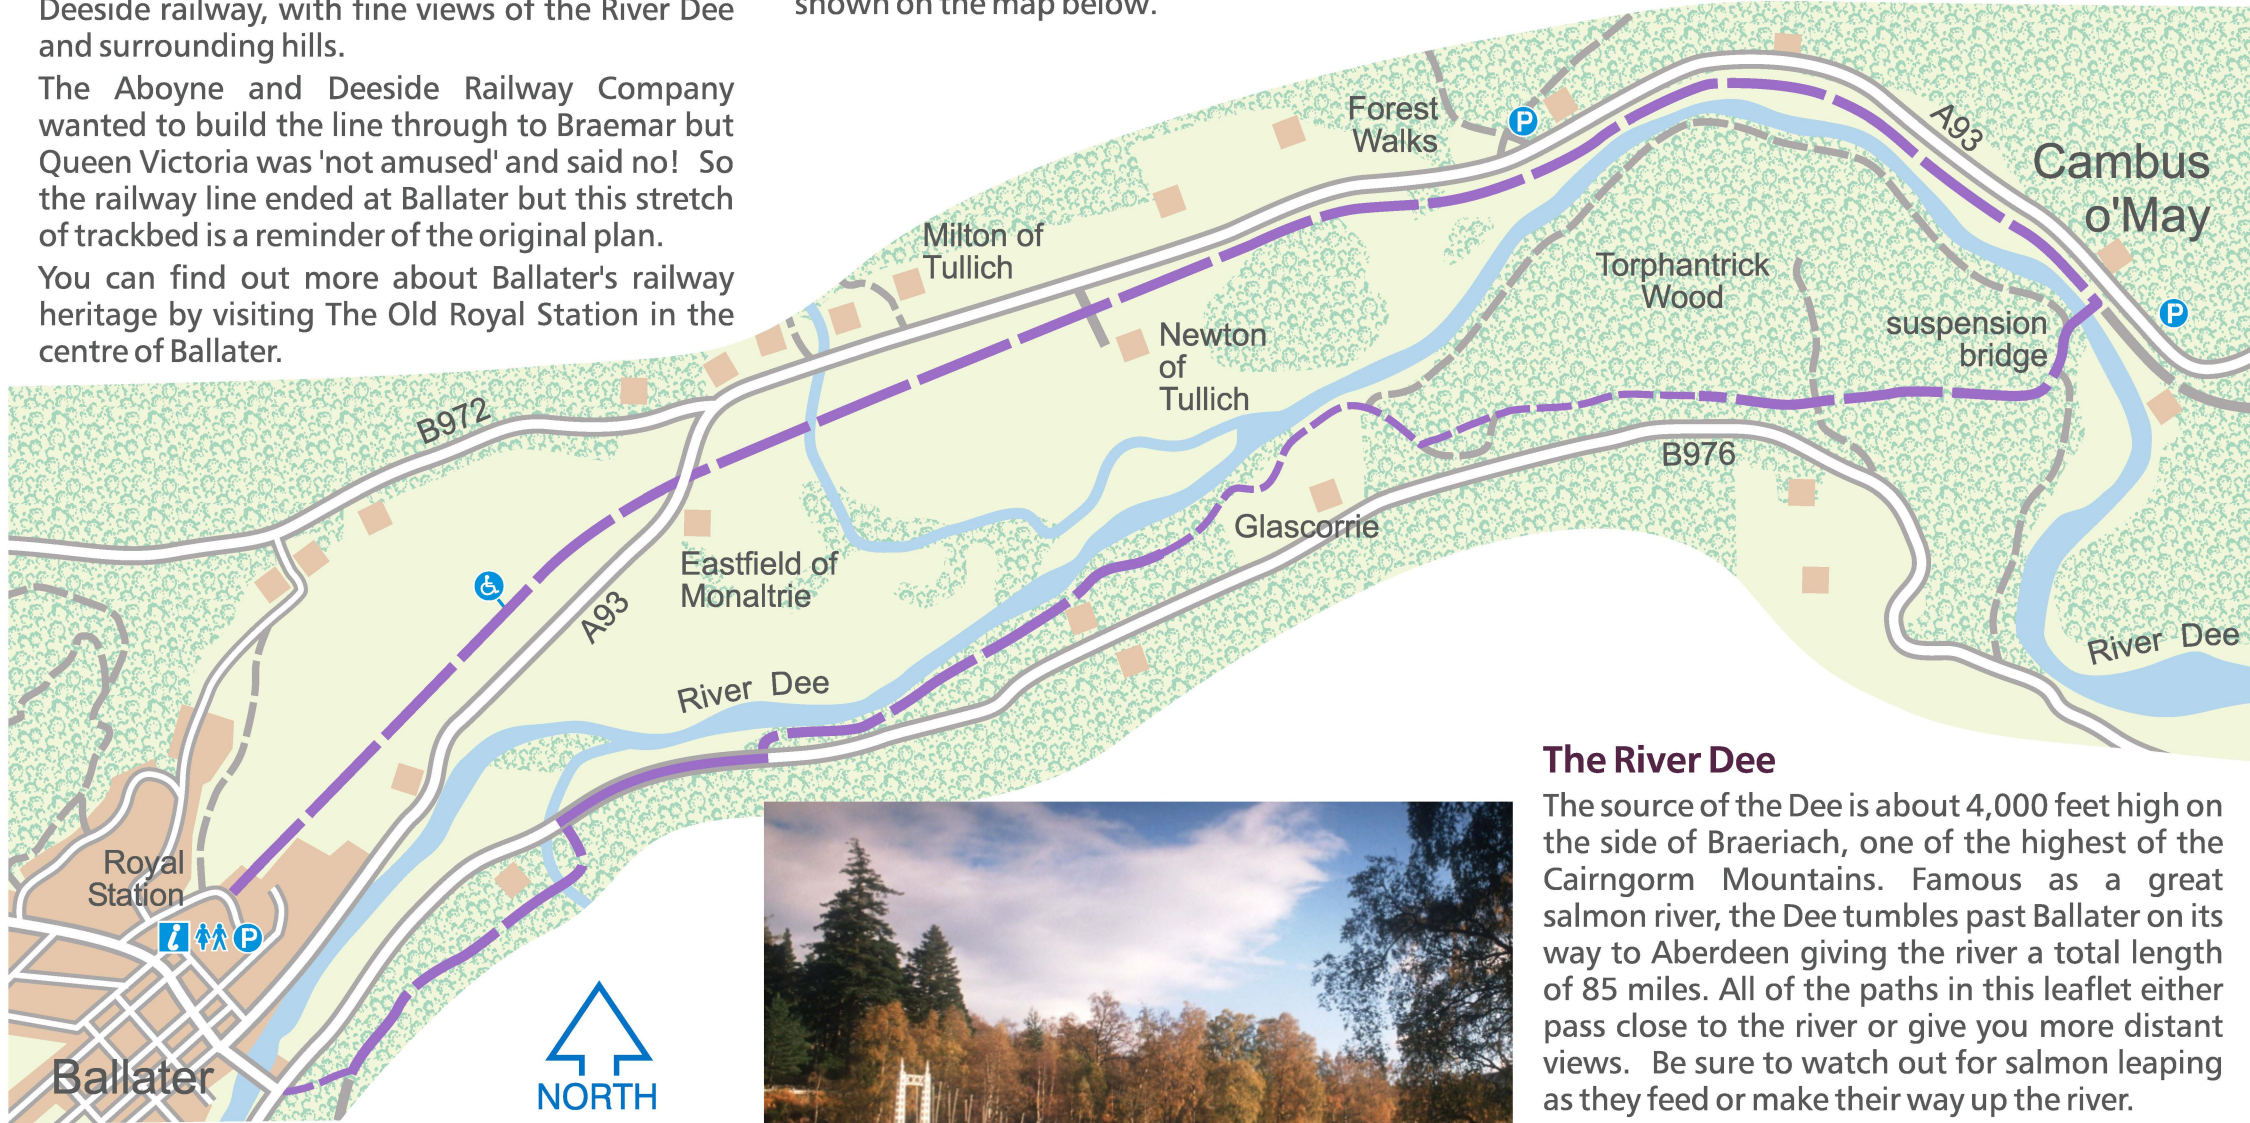 Deeside railway, with fine views of the River Dee
and surrounding hills.
The Aboyne and Deeside Railway Company
wanted to build the line through to Braemar but
Queen Victoria was 'not amused' and said no! So
the railway line ended at Ballater but this stretch
of trackbed is a reminder of the original plan.
You can find out more about Ballater's railway
heritage by visiting The Old Royal Station in the
centre of Ballater.
shown on the map below.
Forest
Walks
P
A93
Cambus
o'May
Milton of
Tullich
Torphantrick
Wood
P
suspension
bridge
Newton
of
Tullich
B972
B976
Glascorrie
Eastfield of
Monaltrie
A93
River Dee
River Dee
Royal
Station
i
P
Ballater
NORTH
The River Dee
The source of the Dee is about 4,000 feet high on
the side of Braeriach, one of the highest of the
Cairngorm Mountains. Famous as a great
salmon river, the Dee tumbles past Ballater on its
way to Aberdeen giving the river a total length
of 85 miles. All of the paths in this leaflet either
pass close to the river or give you more distant
views. Be sure to watch out for salmon leaping
as they feed or make their way up the river.